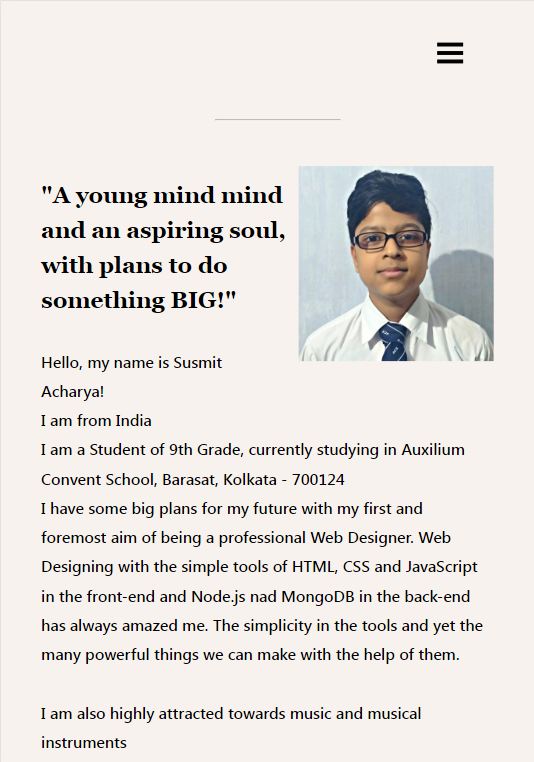 "A young mind mind
and an aspiring soul,
with plans to do
something BIG!"
Hello, my name is Susmit
Acharya!
I am from India
I am a Student of 9th Grade, currently studying in Auxilium
Convent School, Barasat, Kolkata - 700124
I have some big plans for my future with my first and
foremost aim of being a professional Web Designer. Web
Designing with the simple tools of HTML, CSS and JavaScript
in the front-end and Node.js nad MongoDB in the back-end
has always amazed me. The simplicity in the tools and yet the
many powerful things we can make with the help of them.
I am also highly attracted towards music and musical
instruments